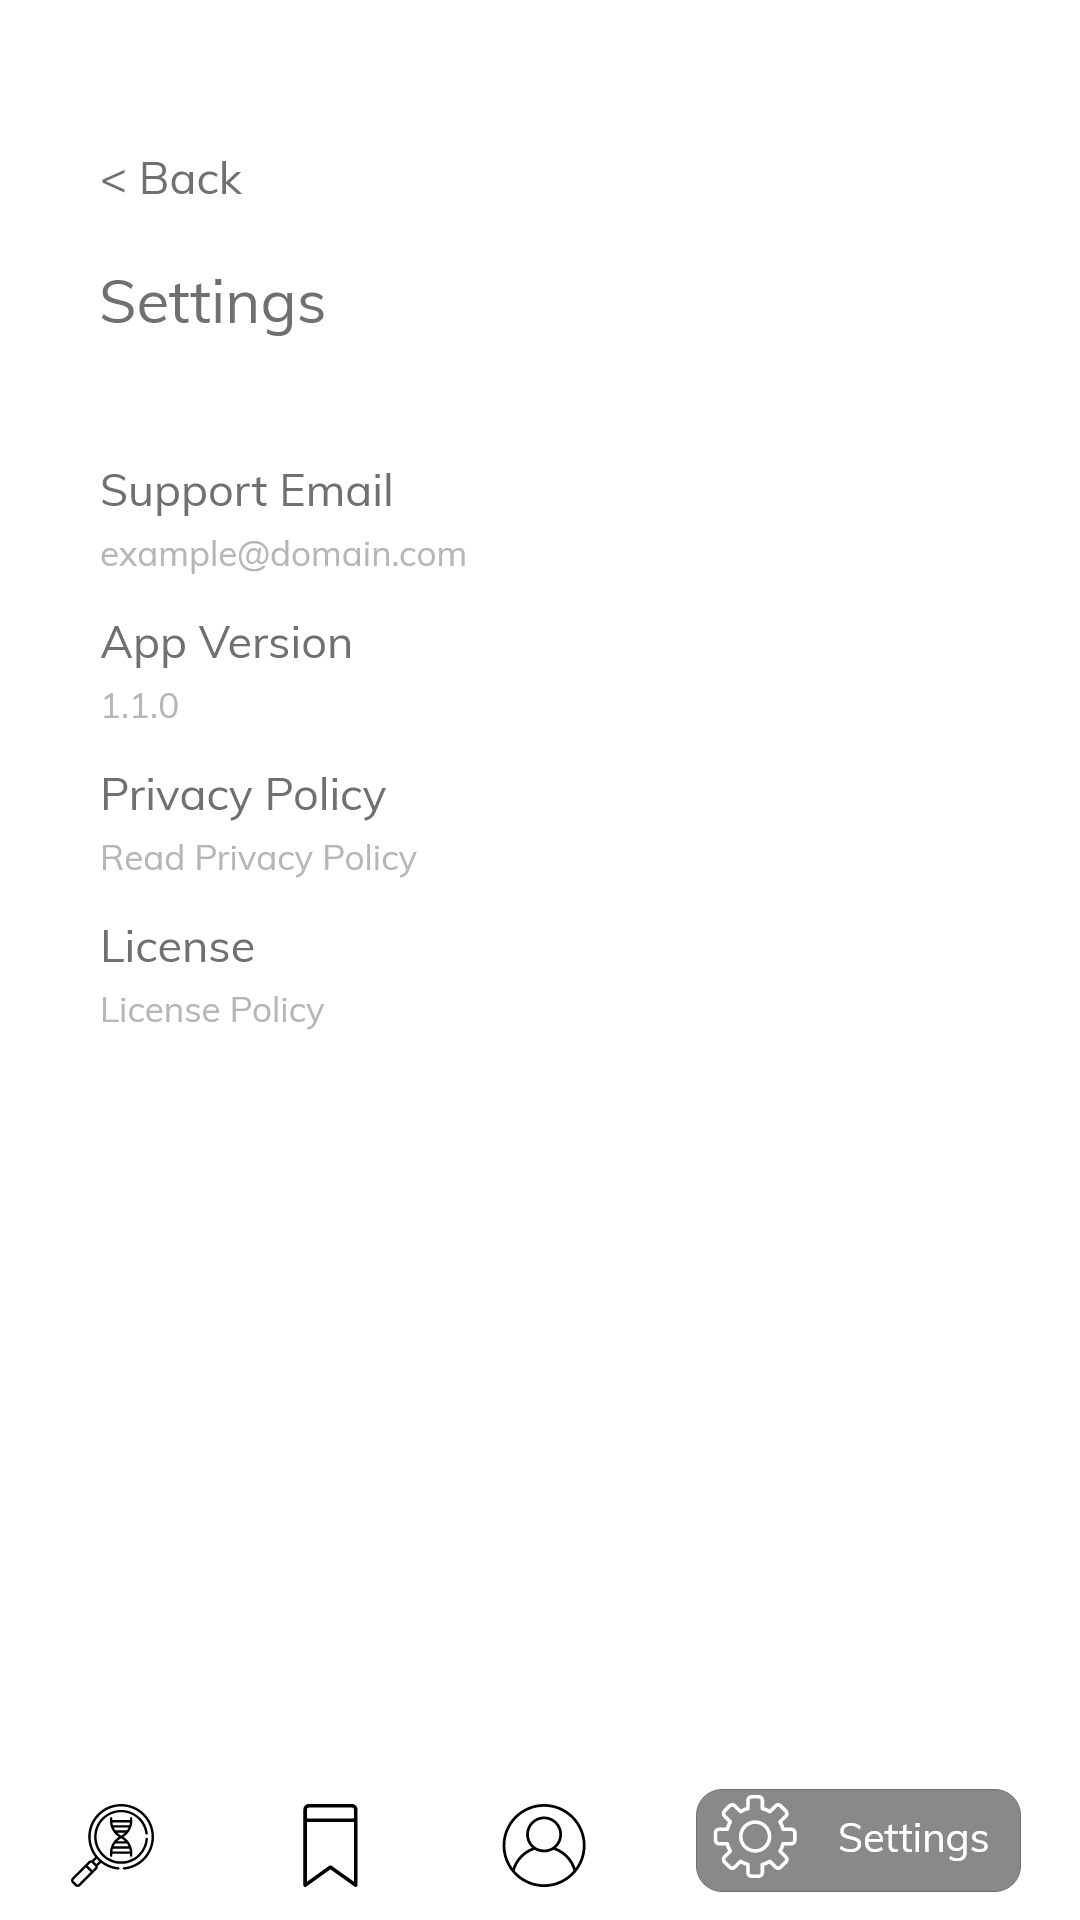 < Back
Settings
Support Email
example@domain.com
App Version
1.1.0
Privacy Policy
Read Privacy Policy
License
License Policy
Settings